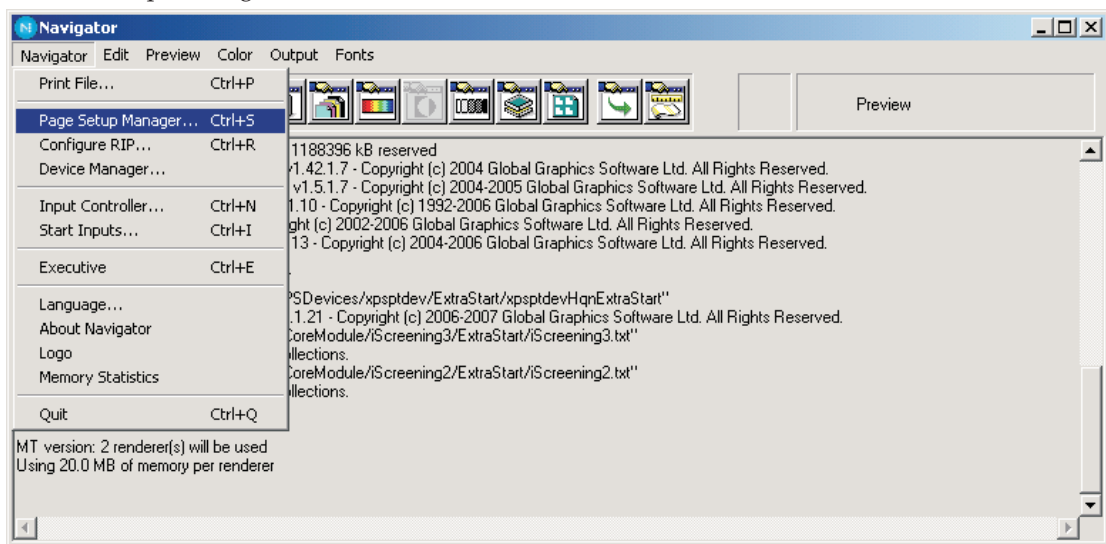 Navigator
Navigator Edit Preview Color Output Fonts
Print File... Ctrl+P
Page Setup Manager... Ctrl+S
Configure RIP... Ctrl+R
Device Manager...
Input Controller... Ctrl+N
Start Inputs... Ctrl+I
Executive Ctrl+E
Language...
About Navigator
Logo
Memory Statistics
Quit Ctrl+Q
Preview
1188396 kB reserved
v1.42.1.7 - Copyright (c) 2004 Global Graphics Software Ltd. All Rights Reserved.
v1.5.1.7 - Copyright (c) 2004-2005 Global Graphics Software Ltd. All Rights Reserved.
1.10 - Copyright (c) 1992-2006 Global Graphics Software Ltd. All Rights Reserved.
ght (c) 2002-2006 Global Graphics Software Ltd. All Rights Reserved.
13 - Copyright (c) 2004-2006 Global Graphics Software Ltd. All Rights Reserved.
PSDevices/xpsptdev/ExtraStart/xpsptdevHqnExtraStart"
.1.21 - Copyright (c) 2006-2007 Global Graphics Software Ltd. All Rights Reserved.
CoreModule/iScreening3/ExtraStart/iScreening3.txt"
ollections.
CoreModule/iScreening2/ExtraStart/iScreening2.txt"
ollections.
MT version: 2 renderer(s) will be used
Using 20.0 MB of memory per renderer